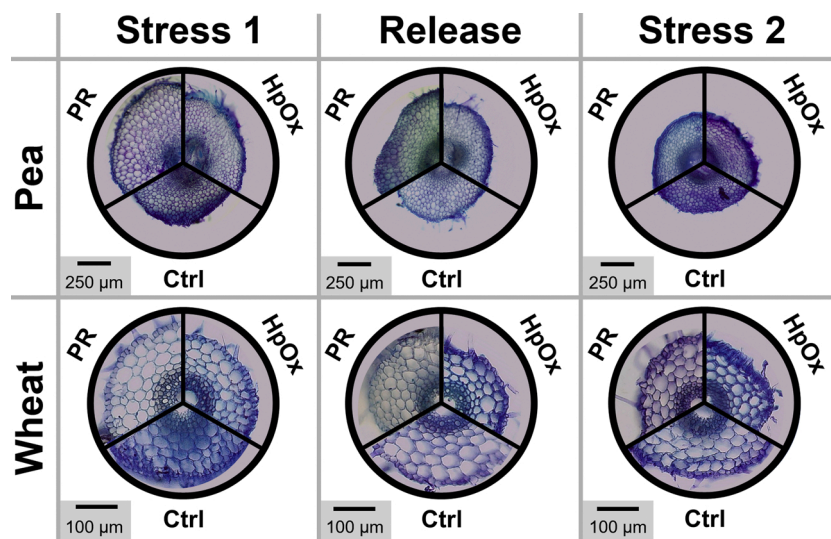 Stress 1
Release
Stress 2
Pea
PR
HpOx
Ctrl
250 µm
PR
HpOx
Ctrl
250 µm
PR
HpOx
Ctrl
250 µm
Wheat
PR
HpOx
Ctrl
100 µm
PR
HpOx
Ctrl
100 µm
PR
HpOx
Ctrl
100 µm